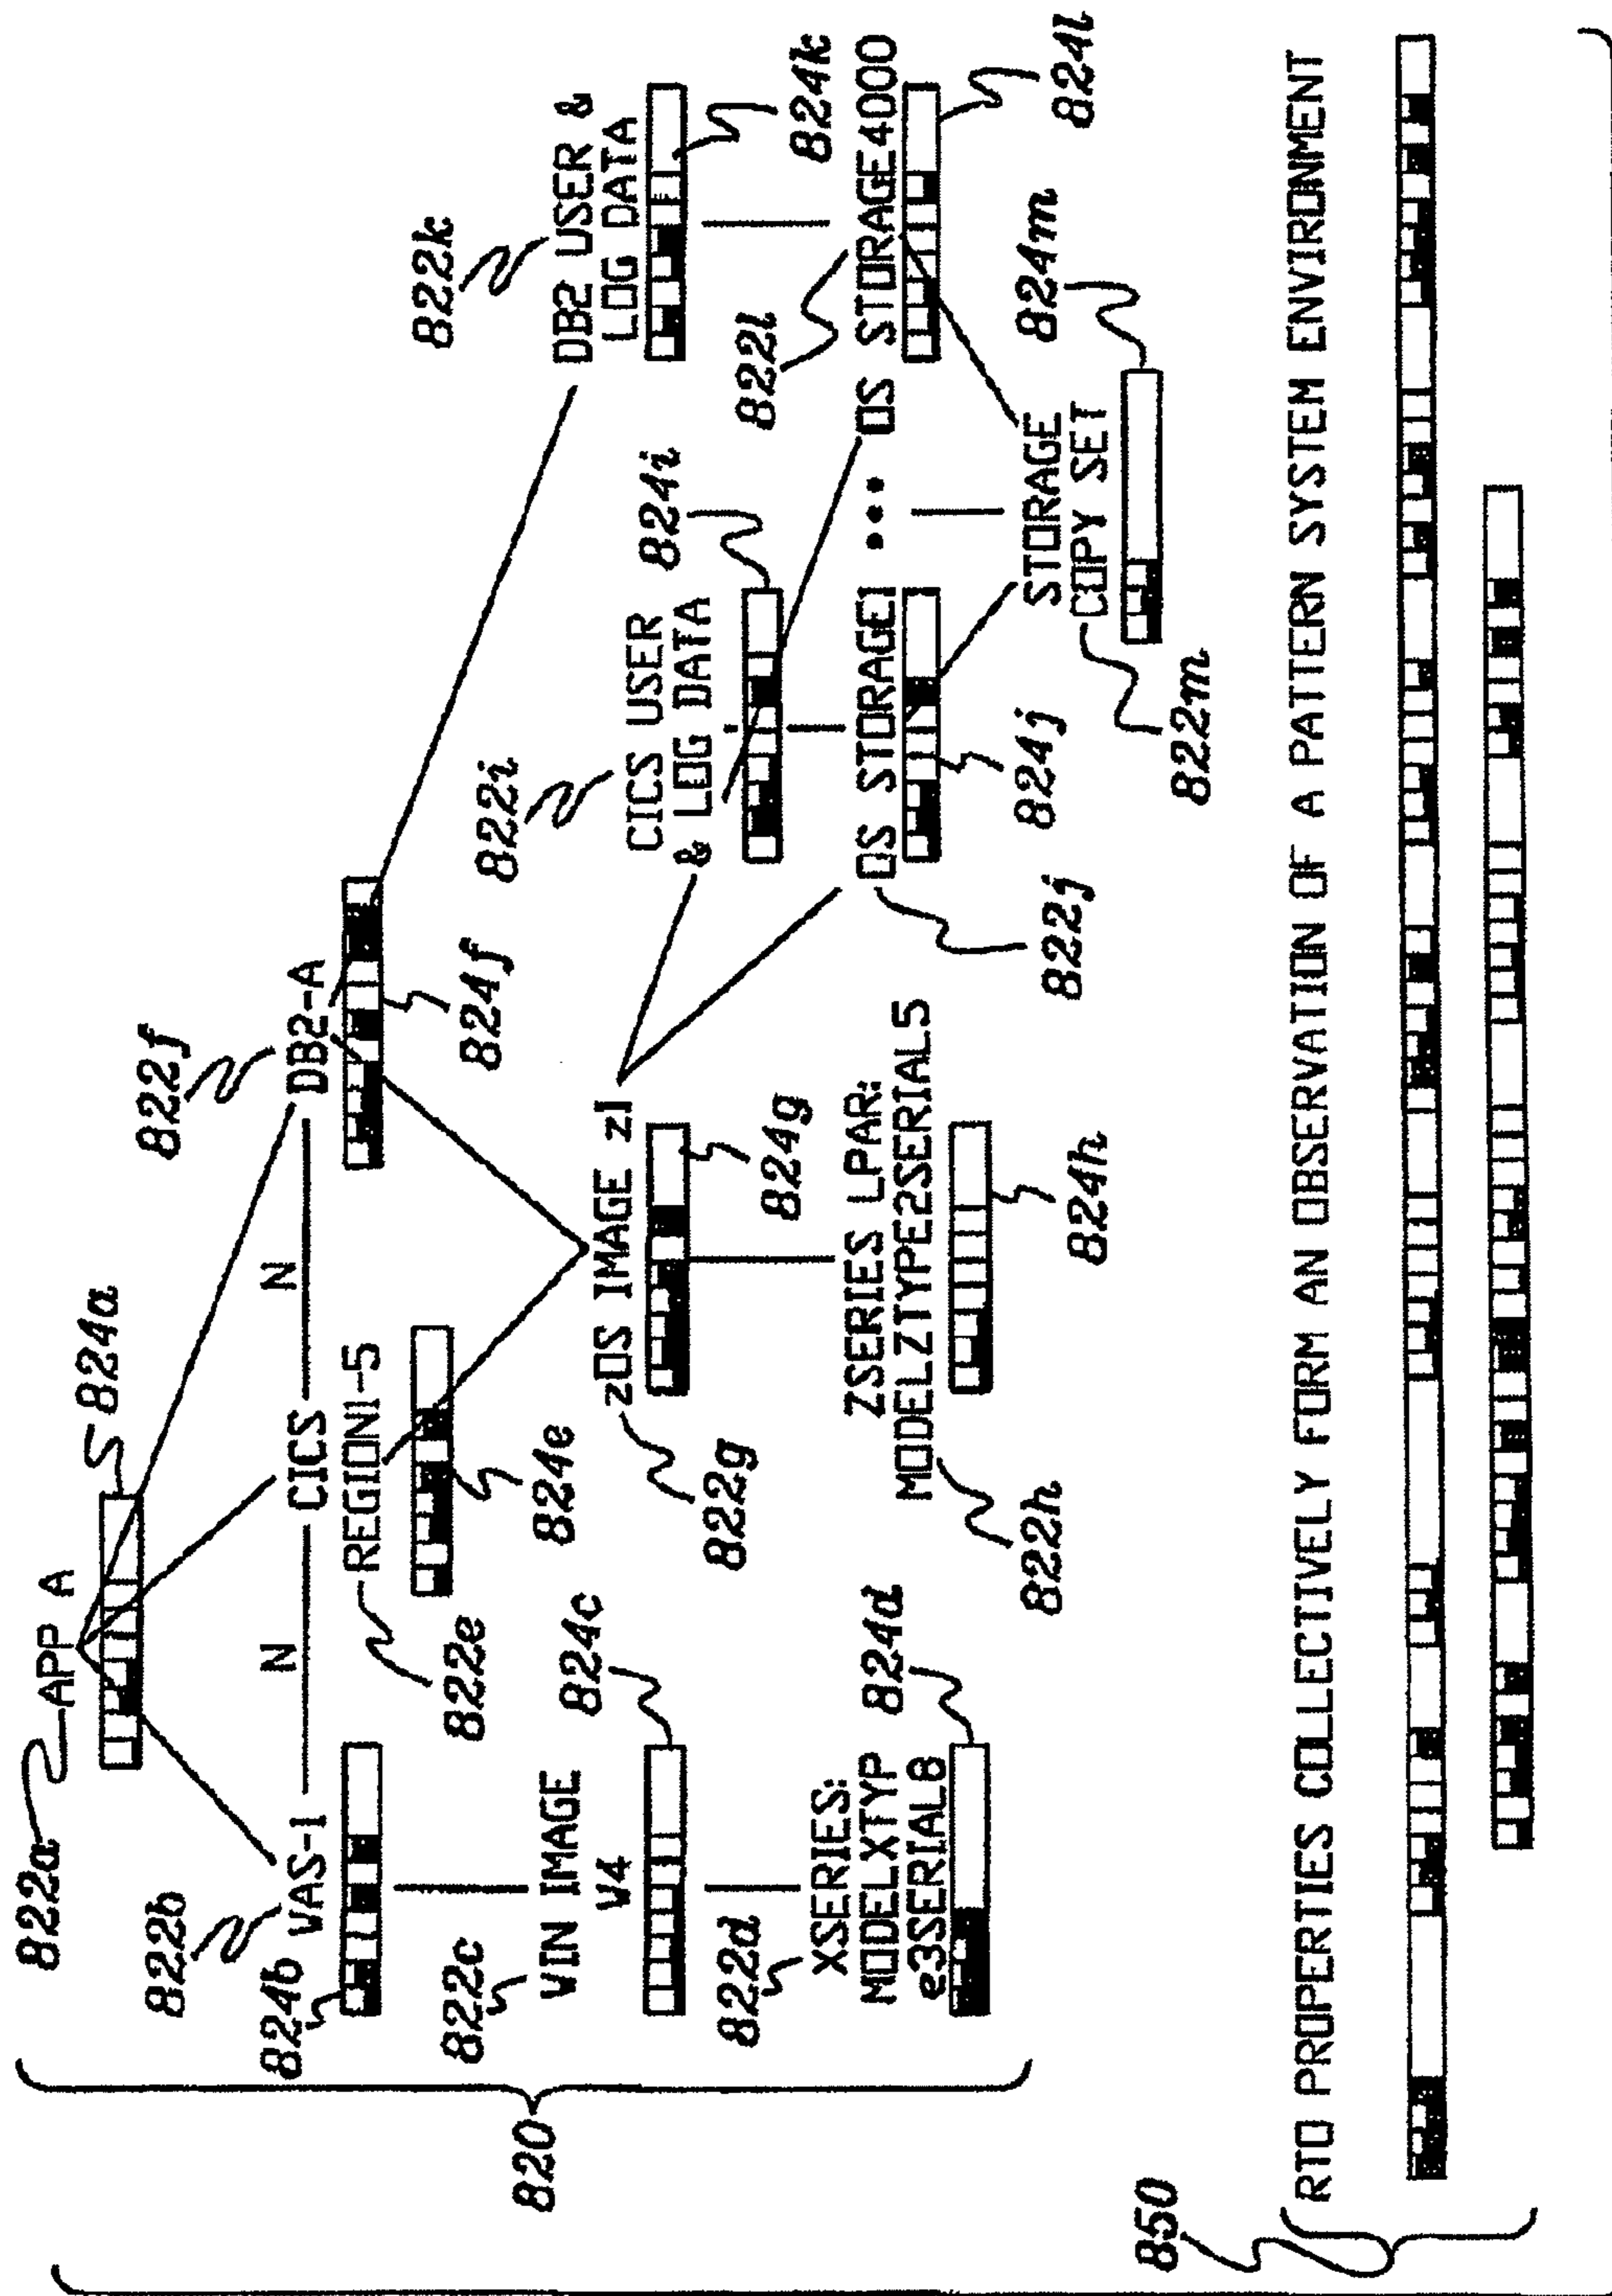 822a
APP A
824a
822b
824b
WAS-1
N
CICS
N
822f
DB2-A
824f
REGION1-5
822e
824e
822c
WIN IMAGE
W4
824c
822g
zOS IMAGE z1
824g
822i
CICS USER
& LOG DATA
824i
822k
DB2 USER &
LOG DATA
824k
822d
XSERIES:
MODELXTYP
e3SERIAL8
824d
822h
ZSERIES LPAR:
MODELZTYPE2SERIAL5
824h
822j
OS STORAGE1
824j
...
822l
OS STORAGE4000
824l
822m
STORAGE
COPY SET
824m
820
850
RTO PROPERTIES COLLECTIVELY FORM AN OBSERVATION OF A PATTERN SYSTEM ENVIRONMENT